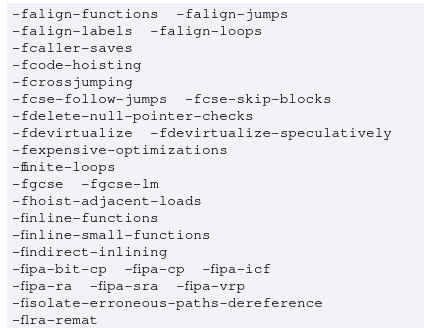 -falign-functions -falign-jumps
-falign-labels -falign-loops
-fcaller-saves
-fcode-hoisting
-fcrossjumping
-fcse-follow-jumps -fcse-skip-blocks
-fdelete-null-pointer-checks
-fdevirtualize -fdevirtualize-speculatively
-fexpensive-optimizations
-ffinite-loops
-fgcse -fgcse-lm
-fhoist-adjacent-loads
-finline-functions
-finline-small-functions
-findirect-inlining
-fipa-bit-cp -fipa-cp -fipa-icf
-fipa-ra -fipa-sra -fipa-vrp
-fisolate-erroneous-paths-dereference
-flra-remat